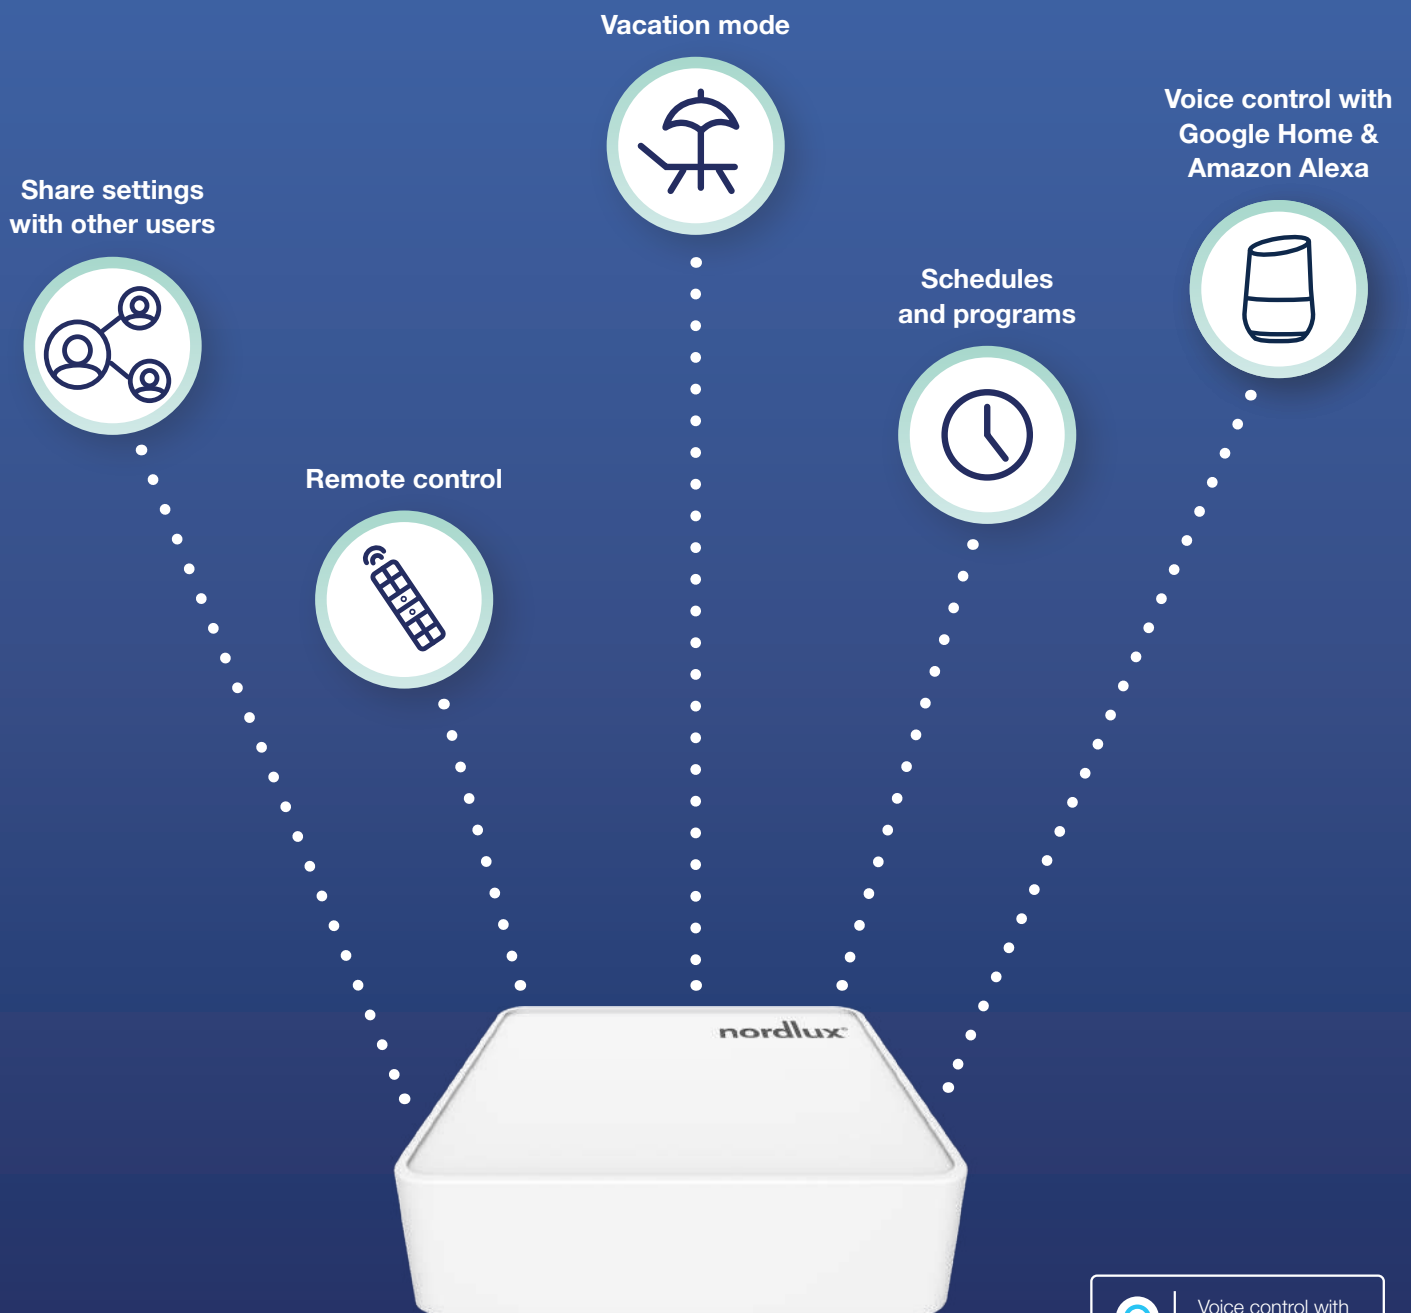 Vacation mode
Voice control with
Google Home &
Amazon Alexa
Share settings
with other users
Schedules
and programs
Remote control
nordlux®
Voice control with